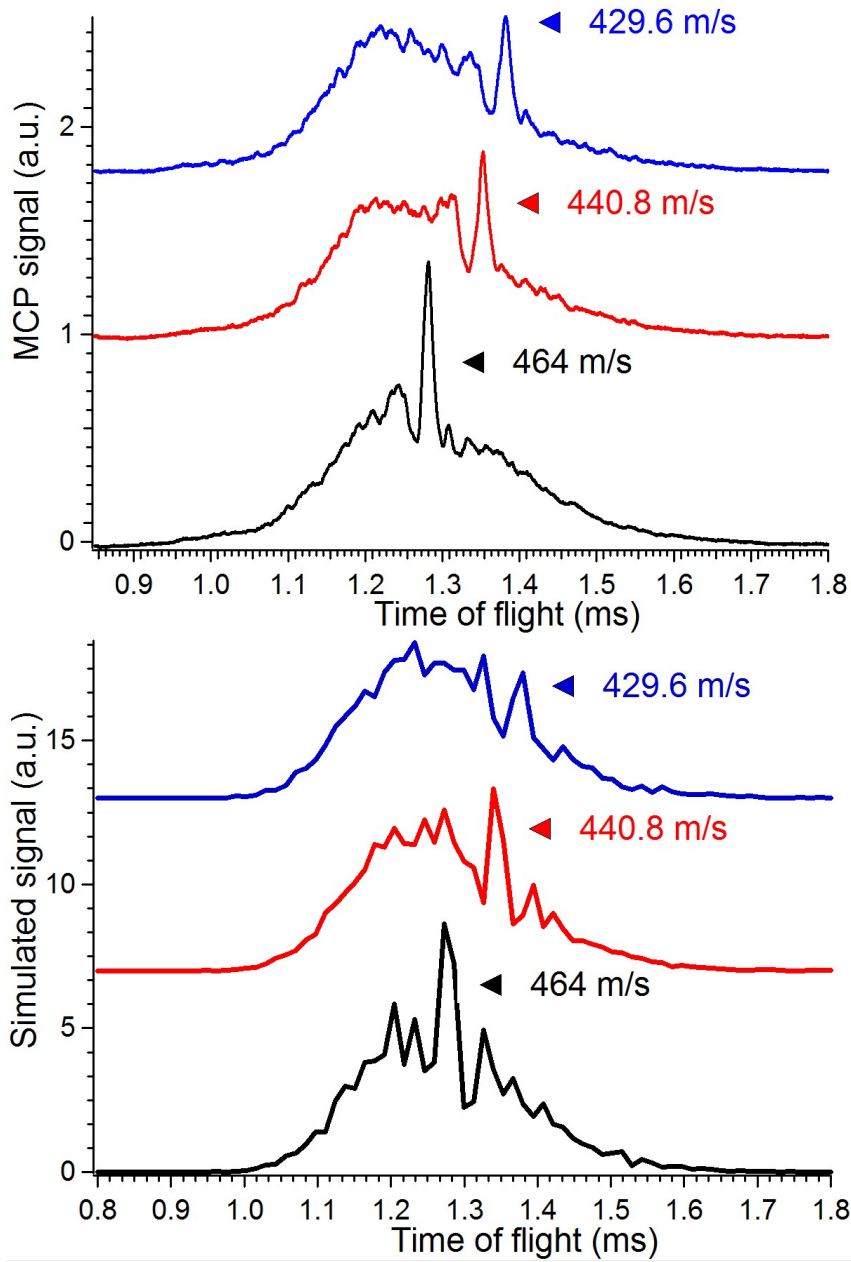 MCP signal (a.u.)
2
1
0
◄ 429.6 m/s
◄ 440.8 m/s
◄ 464 m/s
0.9 1.0 1.1 1.2 1.3 1.4 1.5 1.6 1.7 1.8
Time of flight (ms)
Simulated signal (a.u.)
15
10
5
0
◄ 429.6 m/s
◄ 440.8 m/s
◄ 464 m/s
0.8 0.9 1.0 1.1 1.2 1.3 1.4 1.5 1.6 1.7 1.8
Time of flight (ms)